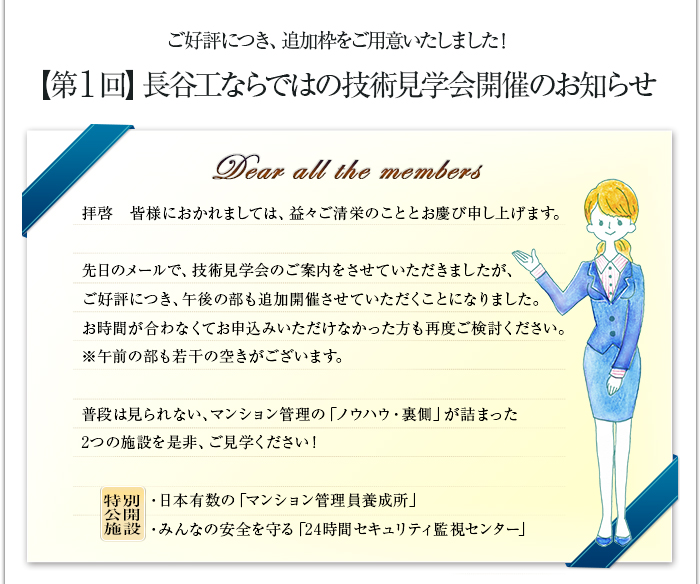 ご好評につき、追加枠をご用意いたしました!
【第1回】長谷工ならではの技術見学会開催のお知らせ
Dear all the members
拝啓　皆様におかれましては、益々ご清栄のこととお慶び申し上げます。
先日のメールで、技術見学会のご案内をさせていただきましたが、
ご好評につき、午後の部も追加開催させていただくことになりました。
お時間が合わなくてお申込みいただけなかった方も再度ご検討ください。
※午前の部も若干の空きがございます。
普段は見られない、マンション管理の「ノウハウ・裏側」が詰まった
2つの施設を是非、ご見学ください!
特別
公開
施設
・日本有数の「マンション管理員養成所」
・みんなの安全を守る「24時間セキュリティ監視センター」